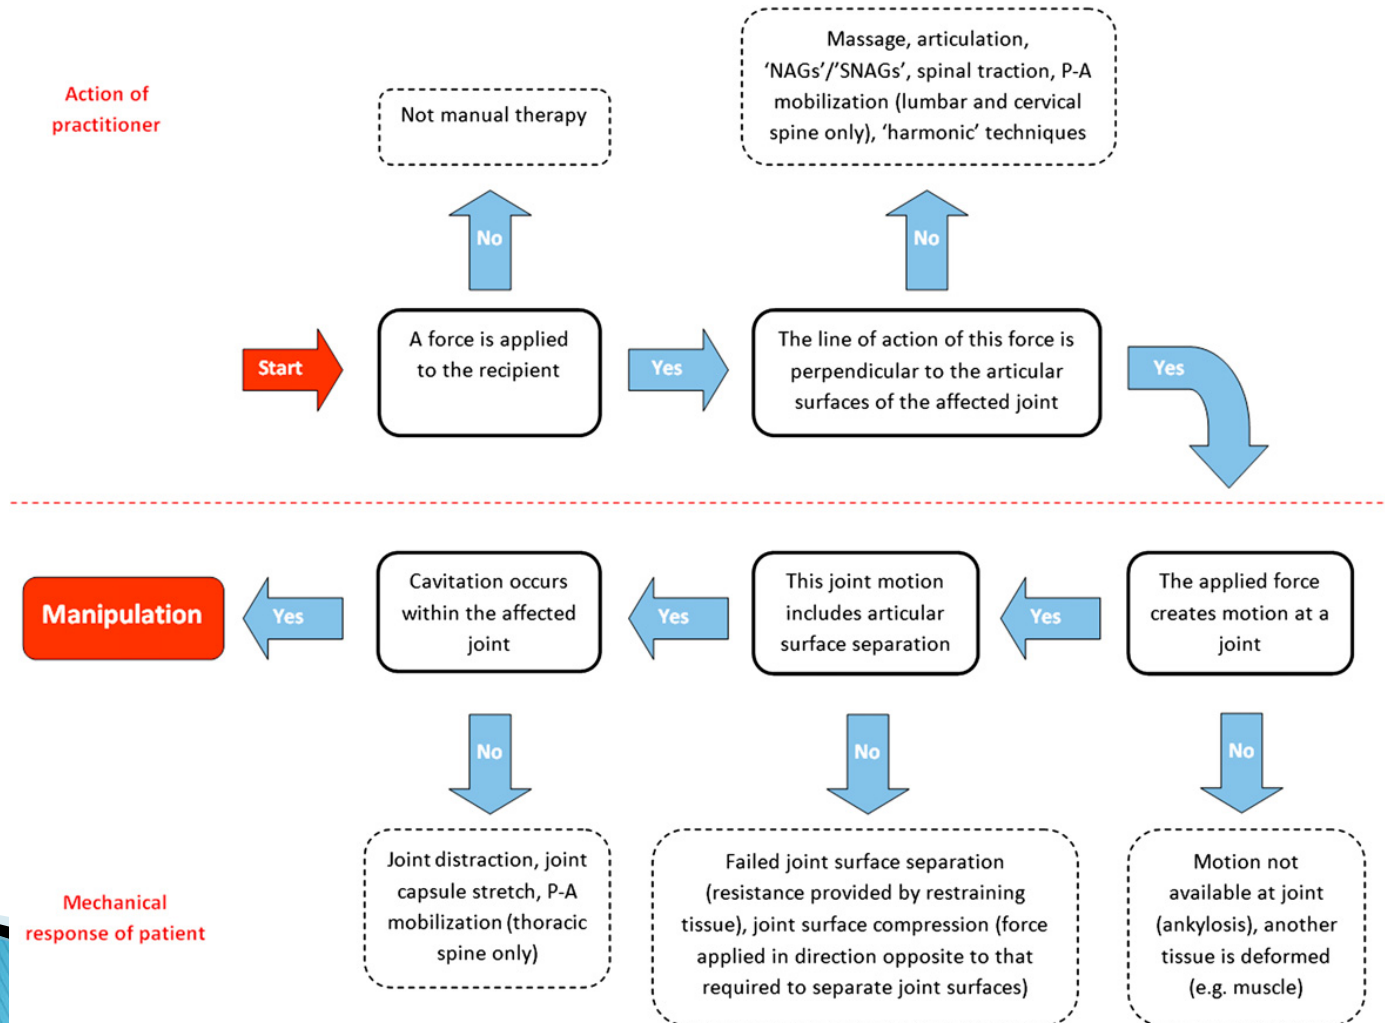 Massage, articulation,
‘NAGs’/’SNAGs’, spinal traction, P-A
mobilization (lumbar and cervical
spine only), ‘harmonic’ techniques
Action of
practitioner
Not manual therapy
No
No
Start
A force is applied
to the recipient
Yes
The line of action of this force is
perpendicular to the articular
surfaces of the affected joint
Yes
Manipulation
Yes
Cavitation occurs
within the affected
joint
Yes
This joint motion
includes articular
surface separation
Yes
The applied force
creates motion at a
joint
No
No
No
Mechanical
response of patient
Joint distraction, joint
capsule stretch, P-A
mobilization (thoracic
spine only)
Failed joint surface separation
(resistance provided by restraining
tissue), joint surface compression (force
applied in direction opposite to that
required to separate joint surfaces)
Motion not
available at joint
(ankylosis), another
tissue is deformed
(e.g. muscle)